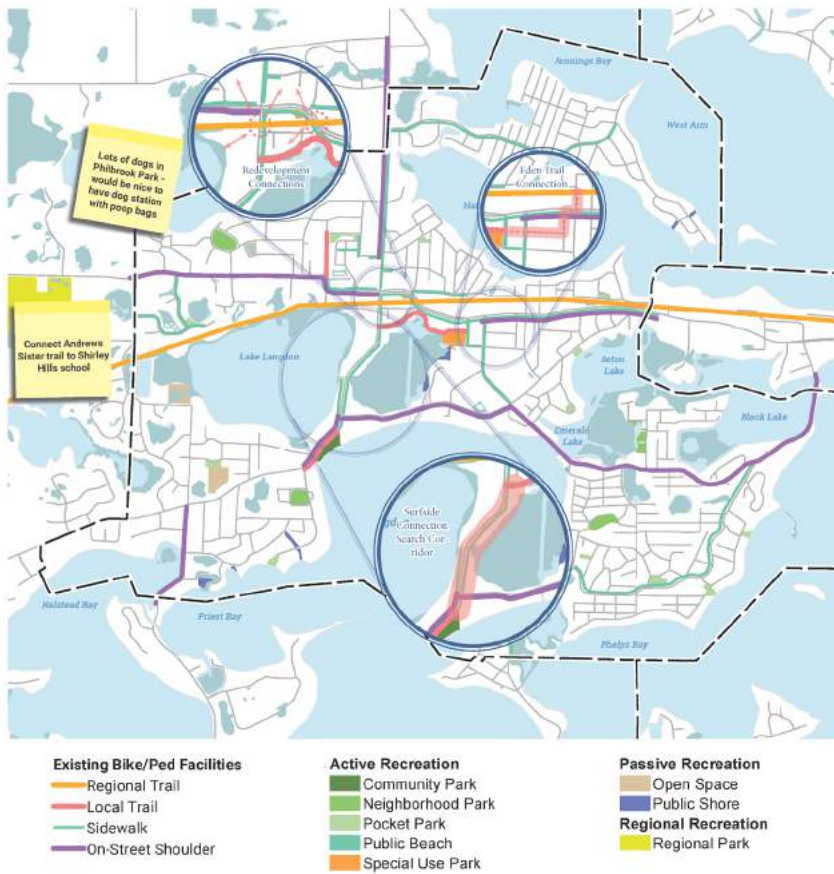 Jennings Bay
West Arm
Lots of dogs in
Philbrook Park -
would be nice to
have dog station
with poop bags
Redevelopment
Connections
Eden Trail
Connection
Connect Andrews
Sister trail to Shirley
Hills school
Lake Langdon
Seton
Lake
Black Lake
Emerald
Lake
Surfside
Connection
Search Cor-
ridor
Halstead Bay
Priest Bay
Phelps Bay
Existing Bike/Ped Facilities
Regional Trail
Local Trail
Sidewalk
On-Street Shoulder
Active Recreation
Community Park
Neighborhood Park
Pocket Park
Public Beach
Special Use Park
Passive Recreation
Open Space
Public Shore
Regional Recreation
Regional Park